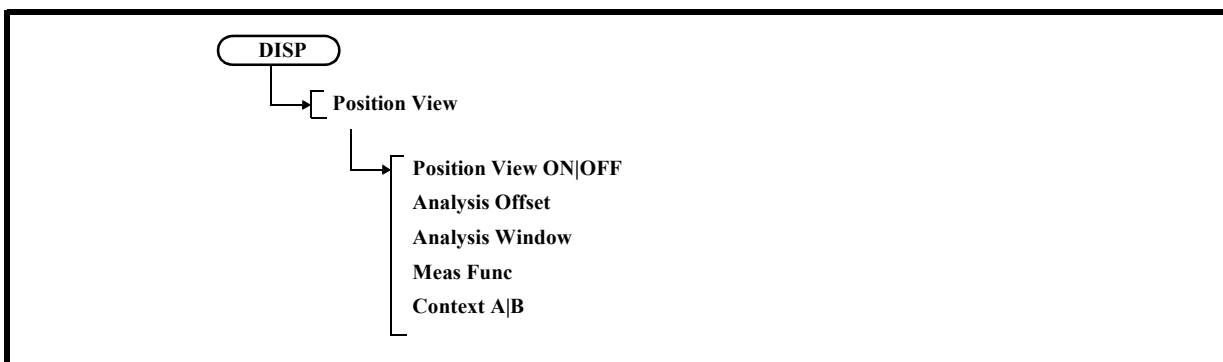 DISP
Position View
Position View ON|OFF
Analysis Offset
Analysis Window
Meas Func
Context A|B